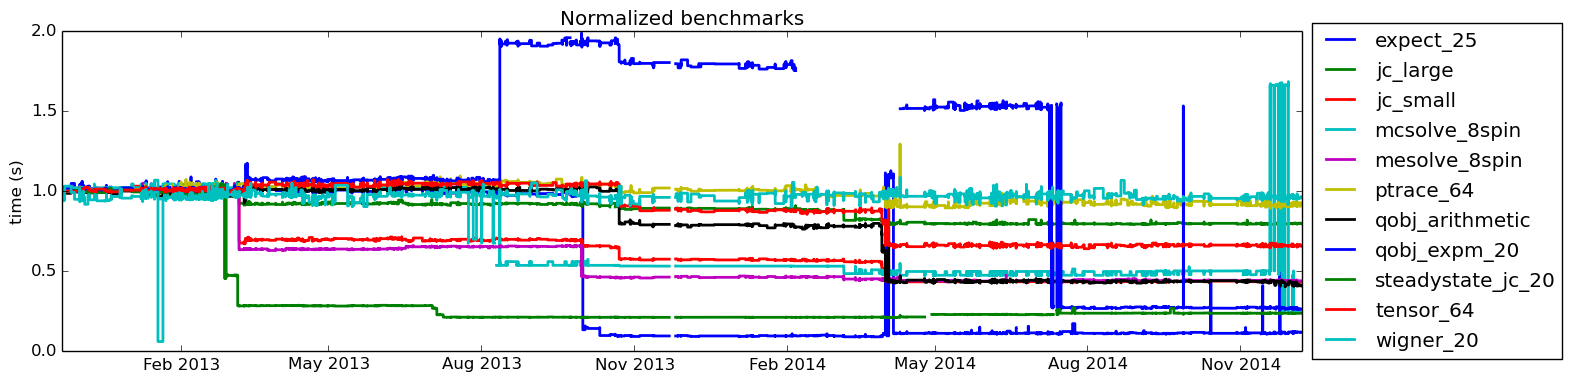 Normalized benchmarks
time (s)
2.0
1.5
1.0
0.5
0.0
Feb 2013
May 2013
Aug 2013
Nov 2013
Feb 2014
May 2014
Aug 2014
Nov 2014
expect_25
jc_large
jc_small
mcsolve_8spin
mesolve_8spin
ptrace_64
qobj_arithmetic
qobj_expm_20
steadystate_jc_20
tensor_64
wigner_20